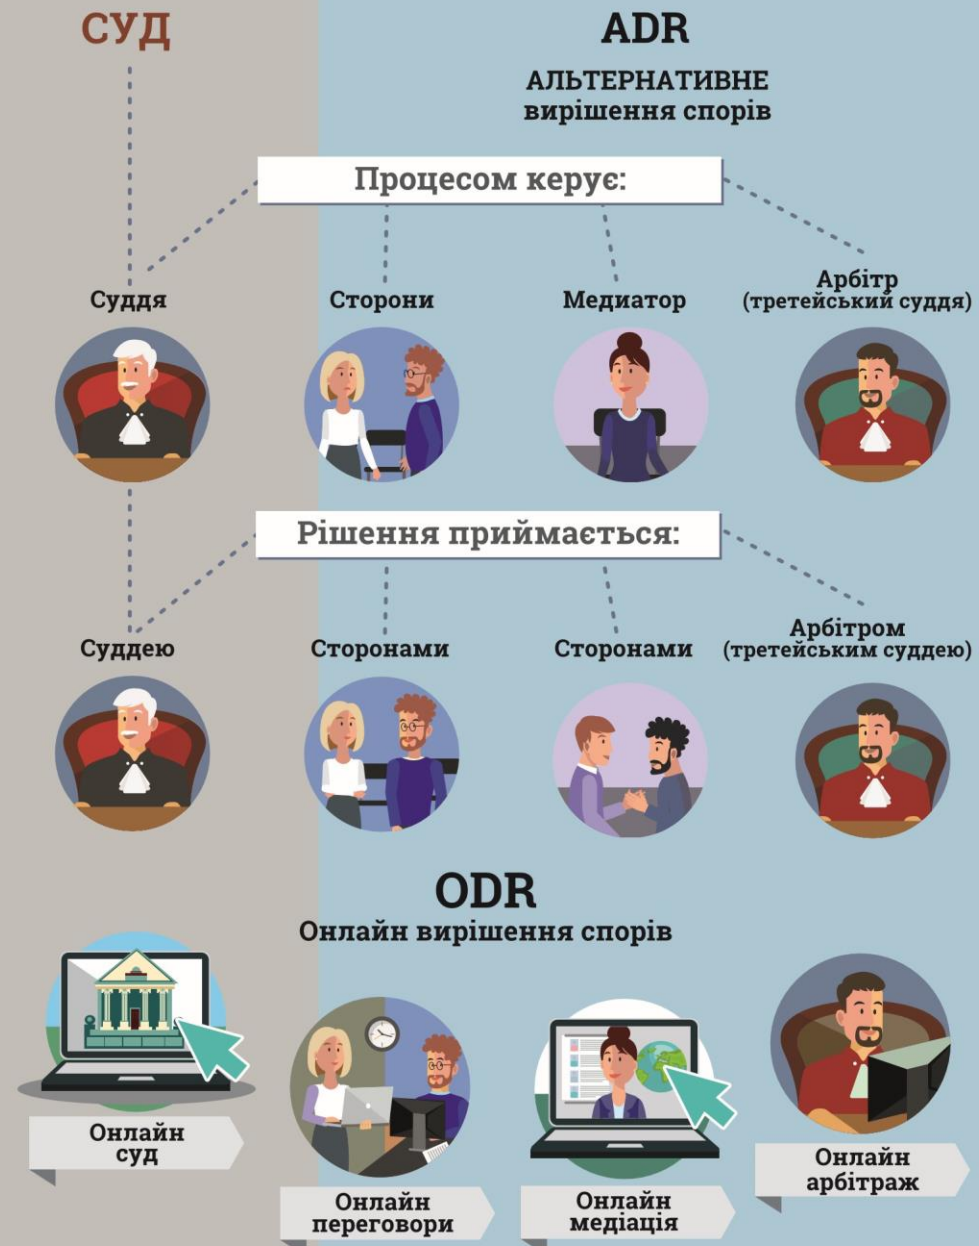 СУД
ADR
АЛЬТЕРНАТИВНЕ
вирішення спорів
Процесом керує:
Суддя
Сторони
Медиатор
Арбітр
(третейський суддя)
Рішення приймається:
Суддею
Сторонами
Сторонами
Арбітром
(третейським суддею)
ODR
Онлайн вирішення спорів
Онлайн
суд
Онлайн
переговори
Онлайн
медіація
Онлайн
арбітраж